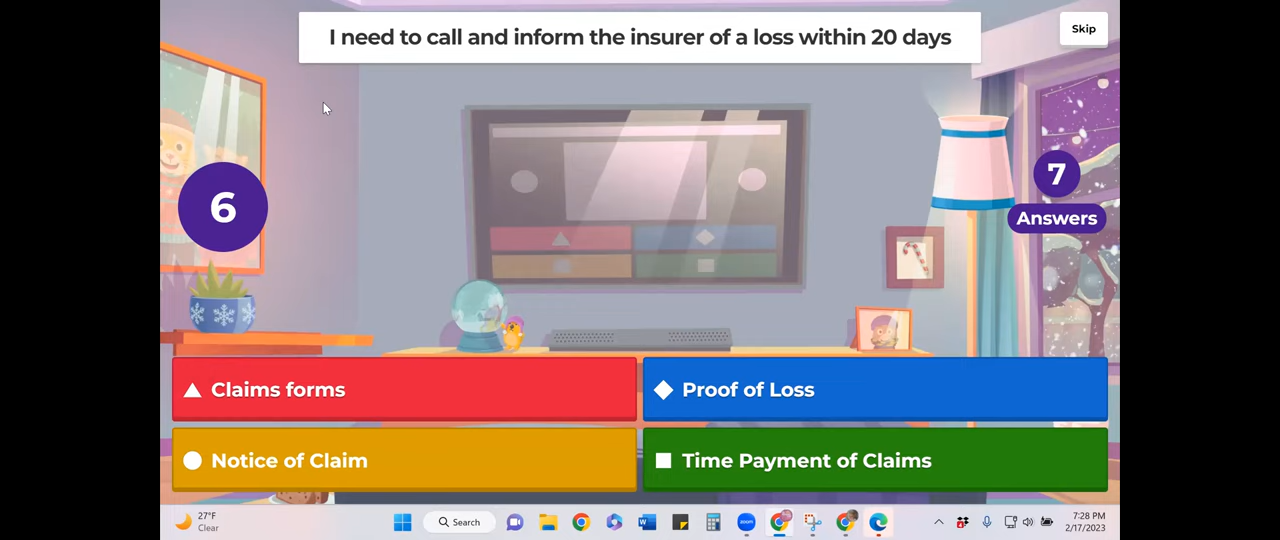 I need to call and inform the insurer of a loss within 20 days
Skip
6
7
Answers
Claims forms
Proof of Loss
Notice of Claim
Time Payment of Claims
27°F
Clear
Search
7:28 PM
2/17/2023